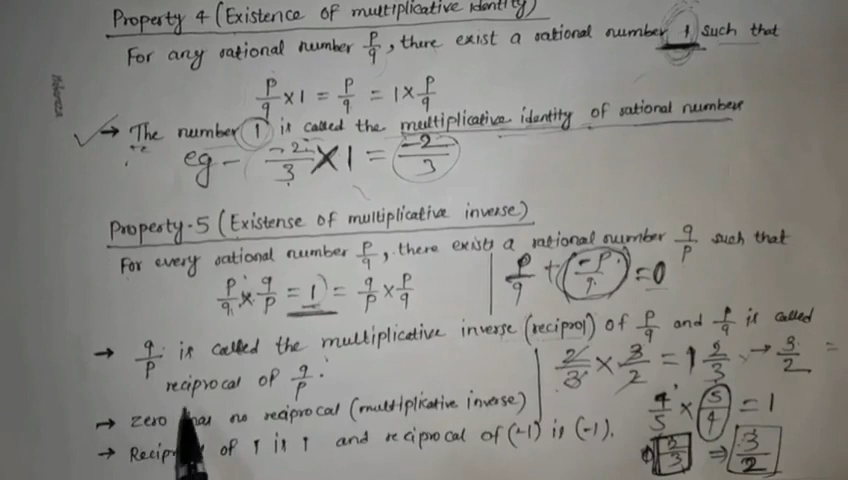 Property 4 (Existence of multiplicative identity)
For any rational number p/q, there exist a rational number 1 such that
p/q × 1 = p/q = 1 × p/q
→ The number 1 is called the multiplicative identity of rational numbers
eg - -2/3 × 1 = -2/3
Property-5 (Existense of multiplicative inverse)
For every rational number p/q, there exists a rational number q/p such that
p/q × q/p = 1 = q/p × p/q
p/q + (-p/q) = 0
→ q/p is called the multiplicative inverse (reciprol) of p/q and p/q is called
reciprocal of q/p.
2/3 × 3/2 = 1 2/3 → 3/2 =
→ zero has no reciprocal (multiplicative inverse)
4/5 × 5/4 = 1
→ of 1 is 1 and reciprocal of (-1) is (-1).
⇒ 3/2